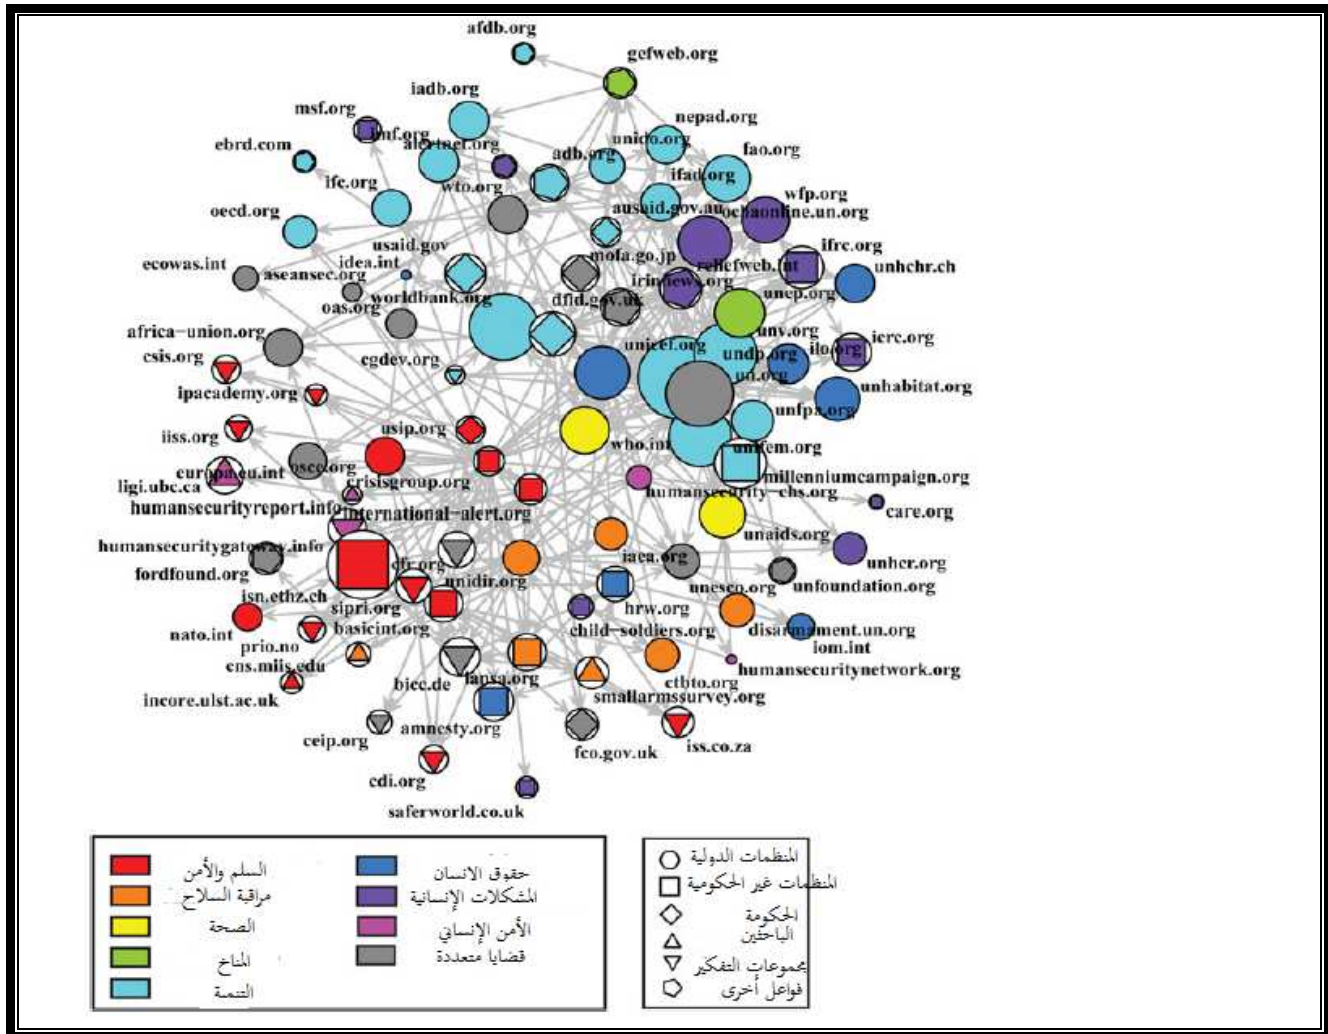 afdb.org
gefweb.org
iadb.org
msf.org
nepad.org
imf.org
unido.org
ebrd.com
alertnet.org
adb.org
fao.org
ifc.org
wto.org
ifad.org
wfp.org
oecd.org
ausaid.gov.au
ochaonline.un.org
usaid.gov
ifrc.org
ecowas.int
idea.int
mofa.go.jp
reliefweb.int
unhchr.ch
aseansec.org
irinnews.org
worldbank.org
dfid.gov.uk
unep.org
oas.org
africa-union.org
unv.org
icrc.org
csis.org
cgdev.org
unicef.org
undp.org
ilo.org
un.org
ipacademy.org
unhabitat.org
unfpa.org
usip.org
iiss.org
who.int
unifem.org
europa.eu.int
osce.org
crisisgroup.org
millenniumcampaign.org
ligi.ubc.ca
humansecurity-chs.org
humansecurityreport.info
international-alert.org
care.org
unaids.org
humansecuritygateway.info
iaea.org
cfr.org
unhcr.org
fordfound.org
unidir.org
unesco.org
unfoundation.org
isn.ethz.ch
sipri.org
hrw.org
nato.int
basicint.org
child-soldiers.org
disarmament.un.org
prio.no
iom.int
cns.miis.edu
humansecuritynetwork.org
bicc.de
iansa.org
ctbto.org
incore.ulst.ac.uk
smallarmssurvey.org
ceip.org
amnesty.org
fco.gov.uk
iss.co.za
cdi.org
saferworld.co.uk
السلم والأمن
مراقبة السلاح
الصحة
المناخ
التنمية
حقوق الانسان
المشكلات الإنسانية
الأمن الإنساني
قضايا متعددة
المنظمات الدولية
المنظمات غير الحكومية
الحكومة
الباحثين
مجموعات التفكير
فواعل أخرى